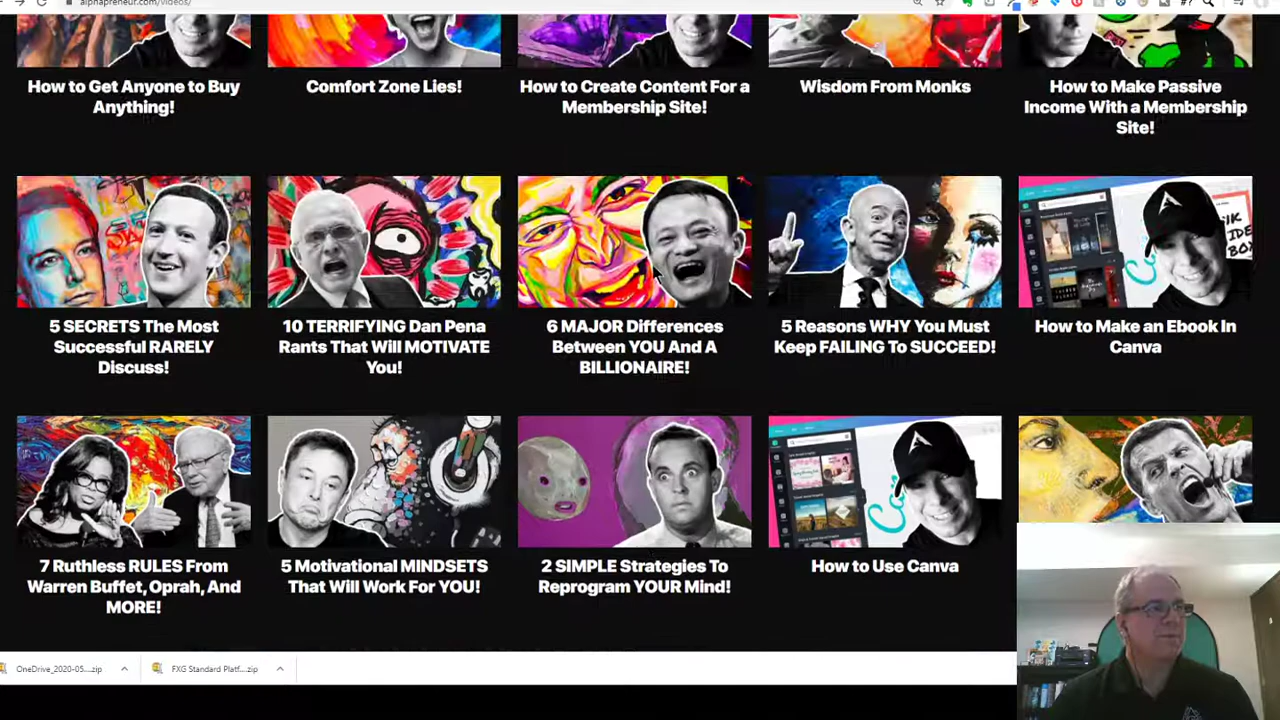 alphapreneur.com/videos/
#?
How to Get Anyone to Buy
Anything!
Comfort Zone Lies!
How to Create Content For a
Membership Site!
Wisdom From Monks
How to Make Passive
Income With a Membership
Site!
5 SECRETS The Most
Successful RARELY
Discuss!
10 TERRIFYING Dan Pena
Rants That Will MOTIVATE
You!
6 MAJOR Differences
Between YOU And A
BILLIONAIRE!
5 Reasons WHY You Must
Keep FAILING To SUCCEED!
How to Make an Ebook In
Canva
7 Ruthless RULES From
Warren Buffet, Oprah, And
MORE!
5 Motivational MINDSETS
That Will Work For YOU!
2 SIMPLE Strategies To
Reprogram YOUR Mind!
How to Use Canva
OneDrive_2020-05....zip
FXG Standard Platf....zip